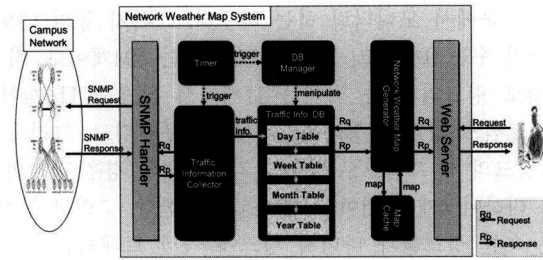 Network Weather Map System
Campus
Network
SNMP
Request
SNMP
Response
SNMP Handler
Rq
Rp
Timer
trigger
trigger
DB
Manager
manipulate
Traffic
Information
Collector
traffic
info.
Traffic Info. DB
Day Table
Week Table
Month Table
Year Table
Rq
Rp
Network Weather Map
Generator
map
map
Map
Cache
Rq
Rp
Web Server
Request
Response
Rq
Request
Rp
Response